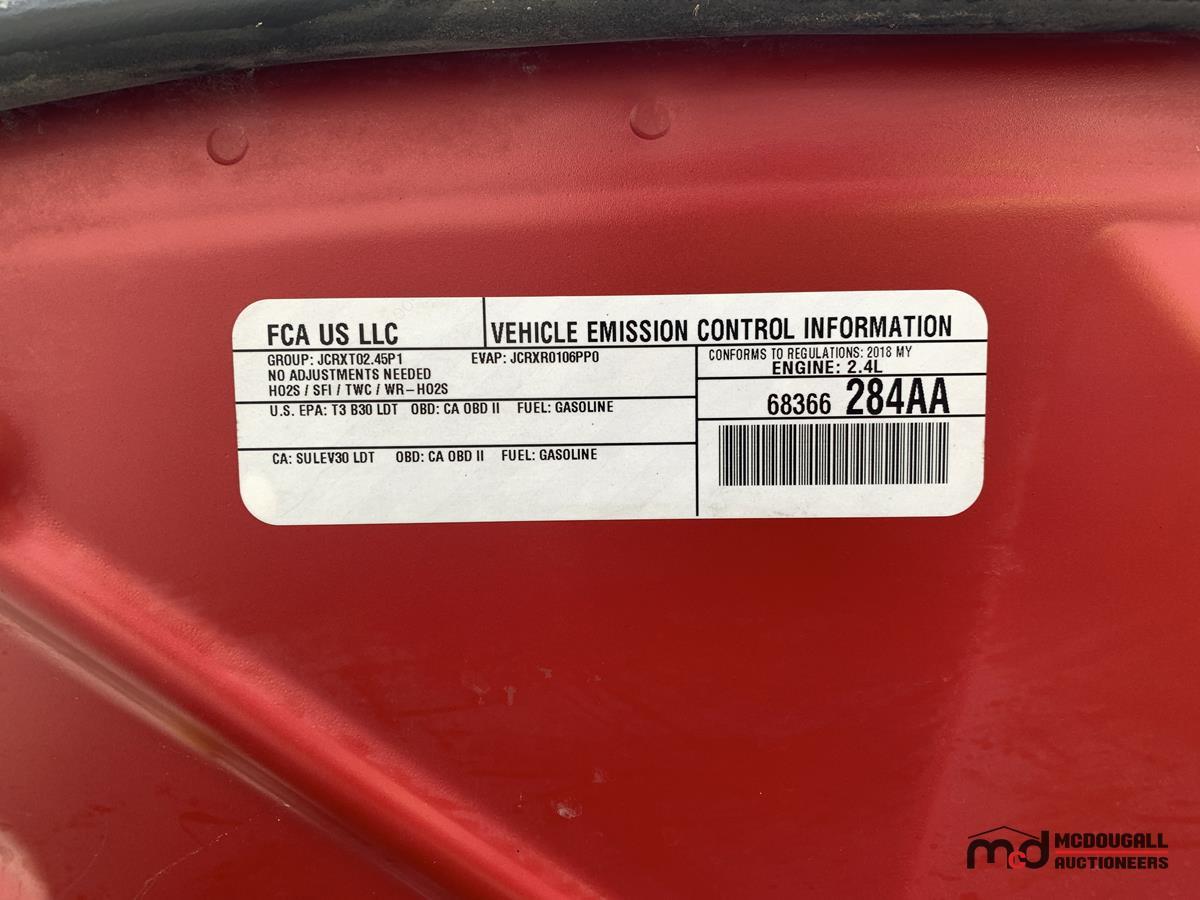 FCA US LLC
VEHICLE EMISSION CONTROL INFORMATION
GROUP: JCRXT02.45P1 EVAP: JCRXR0106PP0
NO ADJUSTMENTS NEEDED
HO2S / SFI / TWC / WR-HO2S
U.S. EPA: T3 B30 LDT OBD: CA OBD II FUEL: GASOLINE
CA: SULEV30 LDT OBD: CA OBD II FUEL: GASOLINE
CONFORMS TO REGULATIONS: 2018 MY
ENGINE: 2.4L
68366 284AA
mcd MCDOUGALL
AUCTIONEERS